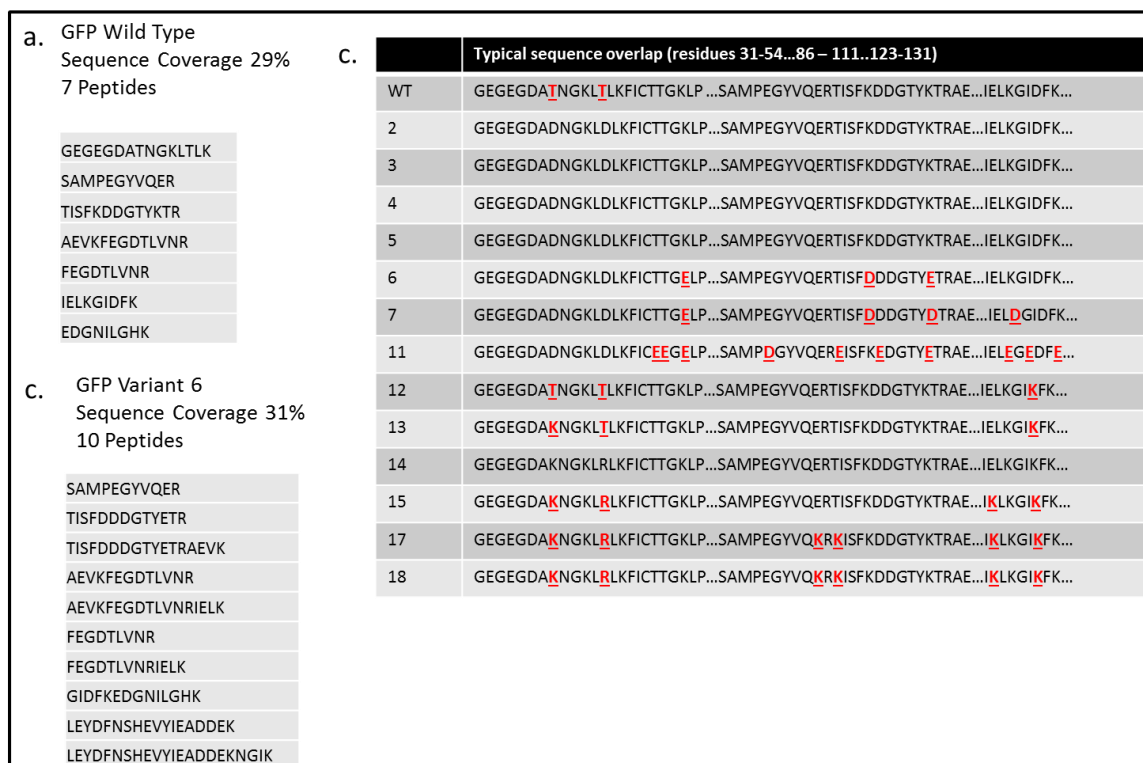 a. GFP Wild Type
Sequence Coverage 29%
7 Peptides
GEGEGDATNGKLTLK
SAMPEGYVQER
TISFKDDGTYKTR
AEVKFEGDTLVNR
FEGDTLVNR
IELKGIDFK
EDGNILGHK
c. GFP Variant 6
Sequence Coverage 31%
10 Peptides
SAMPEGYVQER
TISFDDDGTYETR
TISFDDDGTYETRAEVK
AEVKFEGDTLVNR
AEVKFEGDTLVNRIELK
FEGDTLVNR
FEGDTLVNRIELK
GIDFKEDGNILGHK
LEYDFNSHEVYIEADDEK
LEYDFNSHEVYIEADDEKNGIK
c.
Typical sequence overlap (residues 31-54...86 – 111..123-131)
WT GEGEGDATNGKLTLKFICTTGKLP...SAMPEGYVQERTISFKDDGTYKTRAE...IELKGIDFK...
2 GEGEGDADNGKLDLKFICTTGKLP...SAMPEGYVQERTISFKDDGTYKTRAE...IELKGIDFK...
3 GEGEGDADNGKLDLKFICTTGKLP...SAMPEGYVQERTISFKDDGTYKTRAE...IELKGIDFK...
4 GEGEGDADNGKLDLKFICTTGKLP...SAMPEGYVQERTISFKDDGTYKTRAE...IELKGIDFK...
5 GEGEGDADNGKLDLKFICTTGKLP...SAMPEGYVQERTISFKDDGTYKTRAE...IELKGIDFK...
6 GEGEGDADNGKLDLKFICTTGELP...SAMPEGYVQERTISFDDDGTYETRAE...IELKGIDFK...
7 GEGEGDADNGKLDLKFICTTGELP...SAMPEGYVQERTISFDDDGTYDTRAE...IELDGIDFK...
11 GEGEGDADNGKLDLKFICEEGELP...SAMPDGYVQEREISFKEDGTYETRAE...IELEGEDFE...
12 GEGEGDATNGKLTLKFICTTGKLP...SAMPEGYVQERTISFKDDGTYKTRAE...IELKGIKFK...
13 GEGEGDAKNGKLTLKFICTTGKLP...SAMPEGYVQERTISFKDDGTYKTRAE...IELKGIKFK...
14 GEGEGDAKNGKLRLKFICTTGKLP...SAMPEGYVQERTISFKDDGTYKTRAE...IELKGIKFK...
15 GEGEGDAKNGKLRLKFICTTGKLP...SAMPEGYVQERTISFKDDGTYKTRAE...IKLKGIKFK...
17 GEGEGDAKNGKLRLKFICTTGKLP...SAMPEGYVQKRKISFKDDGTYKTRAE...IKLKGIKFK...
18 GEGEGDAKNGKLRLKFICTTGKLP...SAMPEGYVQKRKISFKDDGTYKTRAE...IKLKGIKFK...